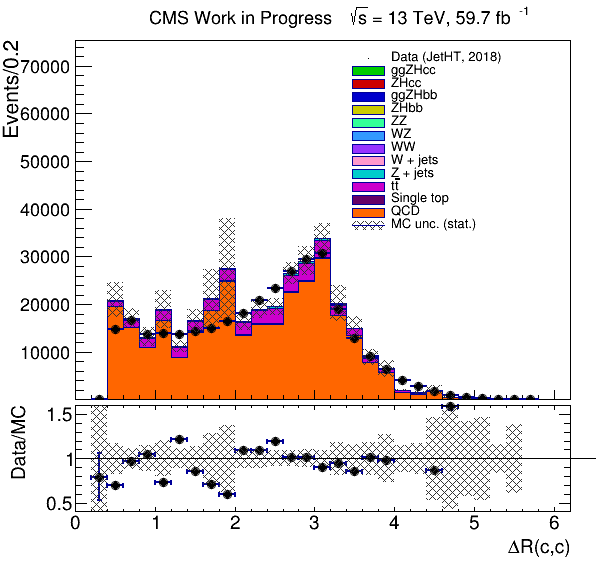 CMS Work in Progress √s = 13 TeV, 59.7 fb⁻¹
Events/0.2
70000
60000
50000
40000
30000
20000
10000
Data (JetHT, 2018)
ggZHcc
ZHcc
ggZHbb
ZHbb
ZZ
WZ
WW
W + jets
Z + jets
tt̄
Single top
QCD
MC unc. (stat.)
Data/MC
1.5
1
0.5
0 1 2 3 4 5 6
ΔR(c,c)